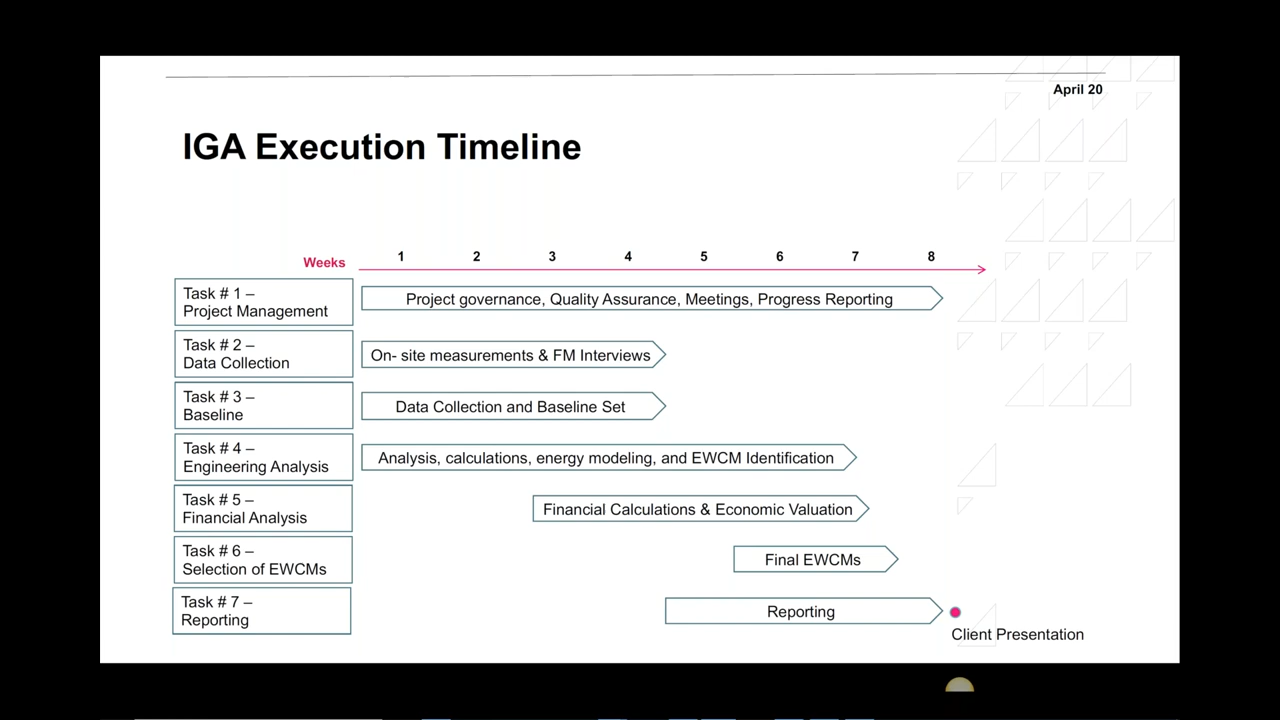 April 20
IGA Execution Timeline
Weeks 1 2 3 4 5 6 7 8
Task # 1 –
Project Management
Project governance, Quality Assurance, Meetings, Progress Reporting
Task # 2 –
Data Collection
On- site measurements & FM Interviews
Task # 3 –
Baseline
Data Collection and Baseline Set
Task # 4 –
Engineering Analysis
Analysis, calculations, energy modeling, and EWCM Identification
Task # 5 –
Financial Analysis
Financial Calculations & Economic Valuation
Task # 6 –
Selection of EWCMs
Final EWCMs
Task # 7 –
Reporting
Reporting
Client Presentation